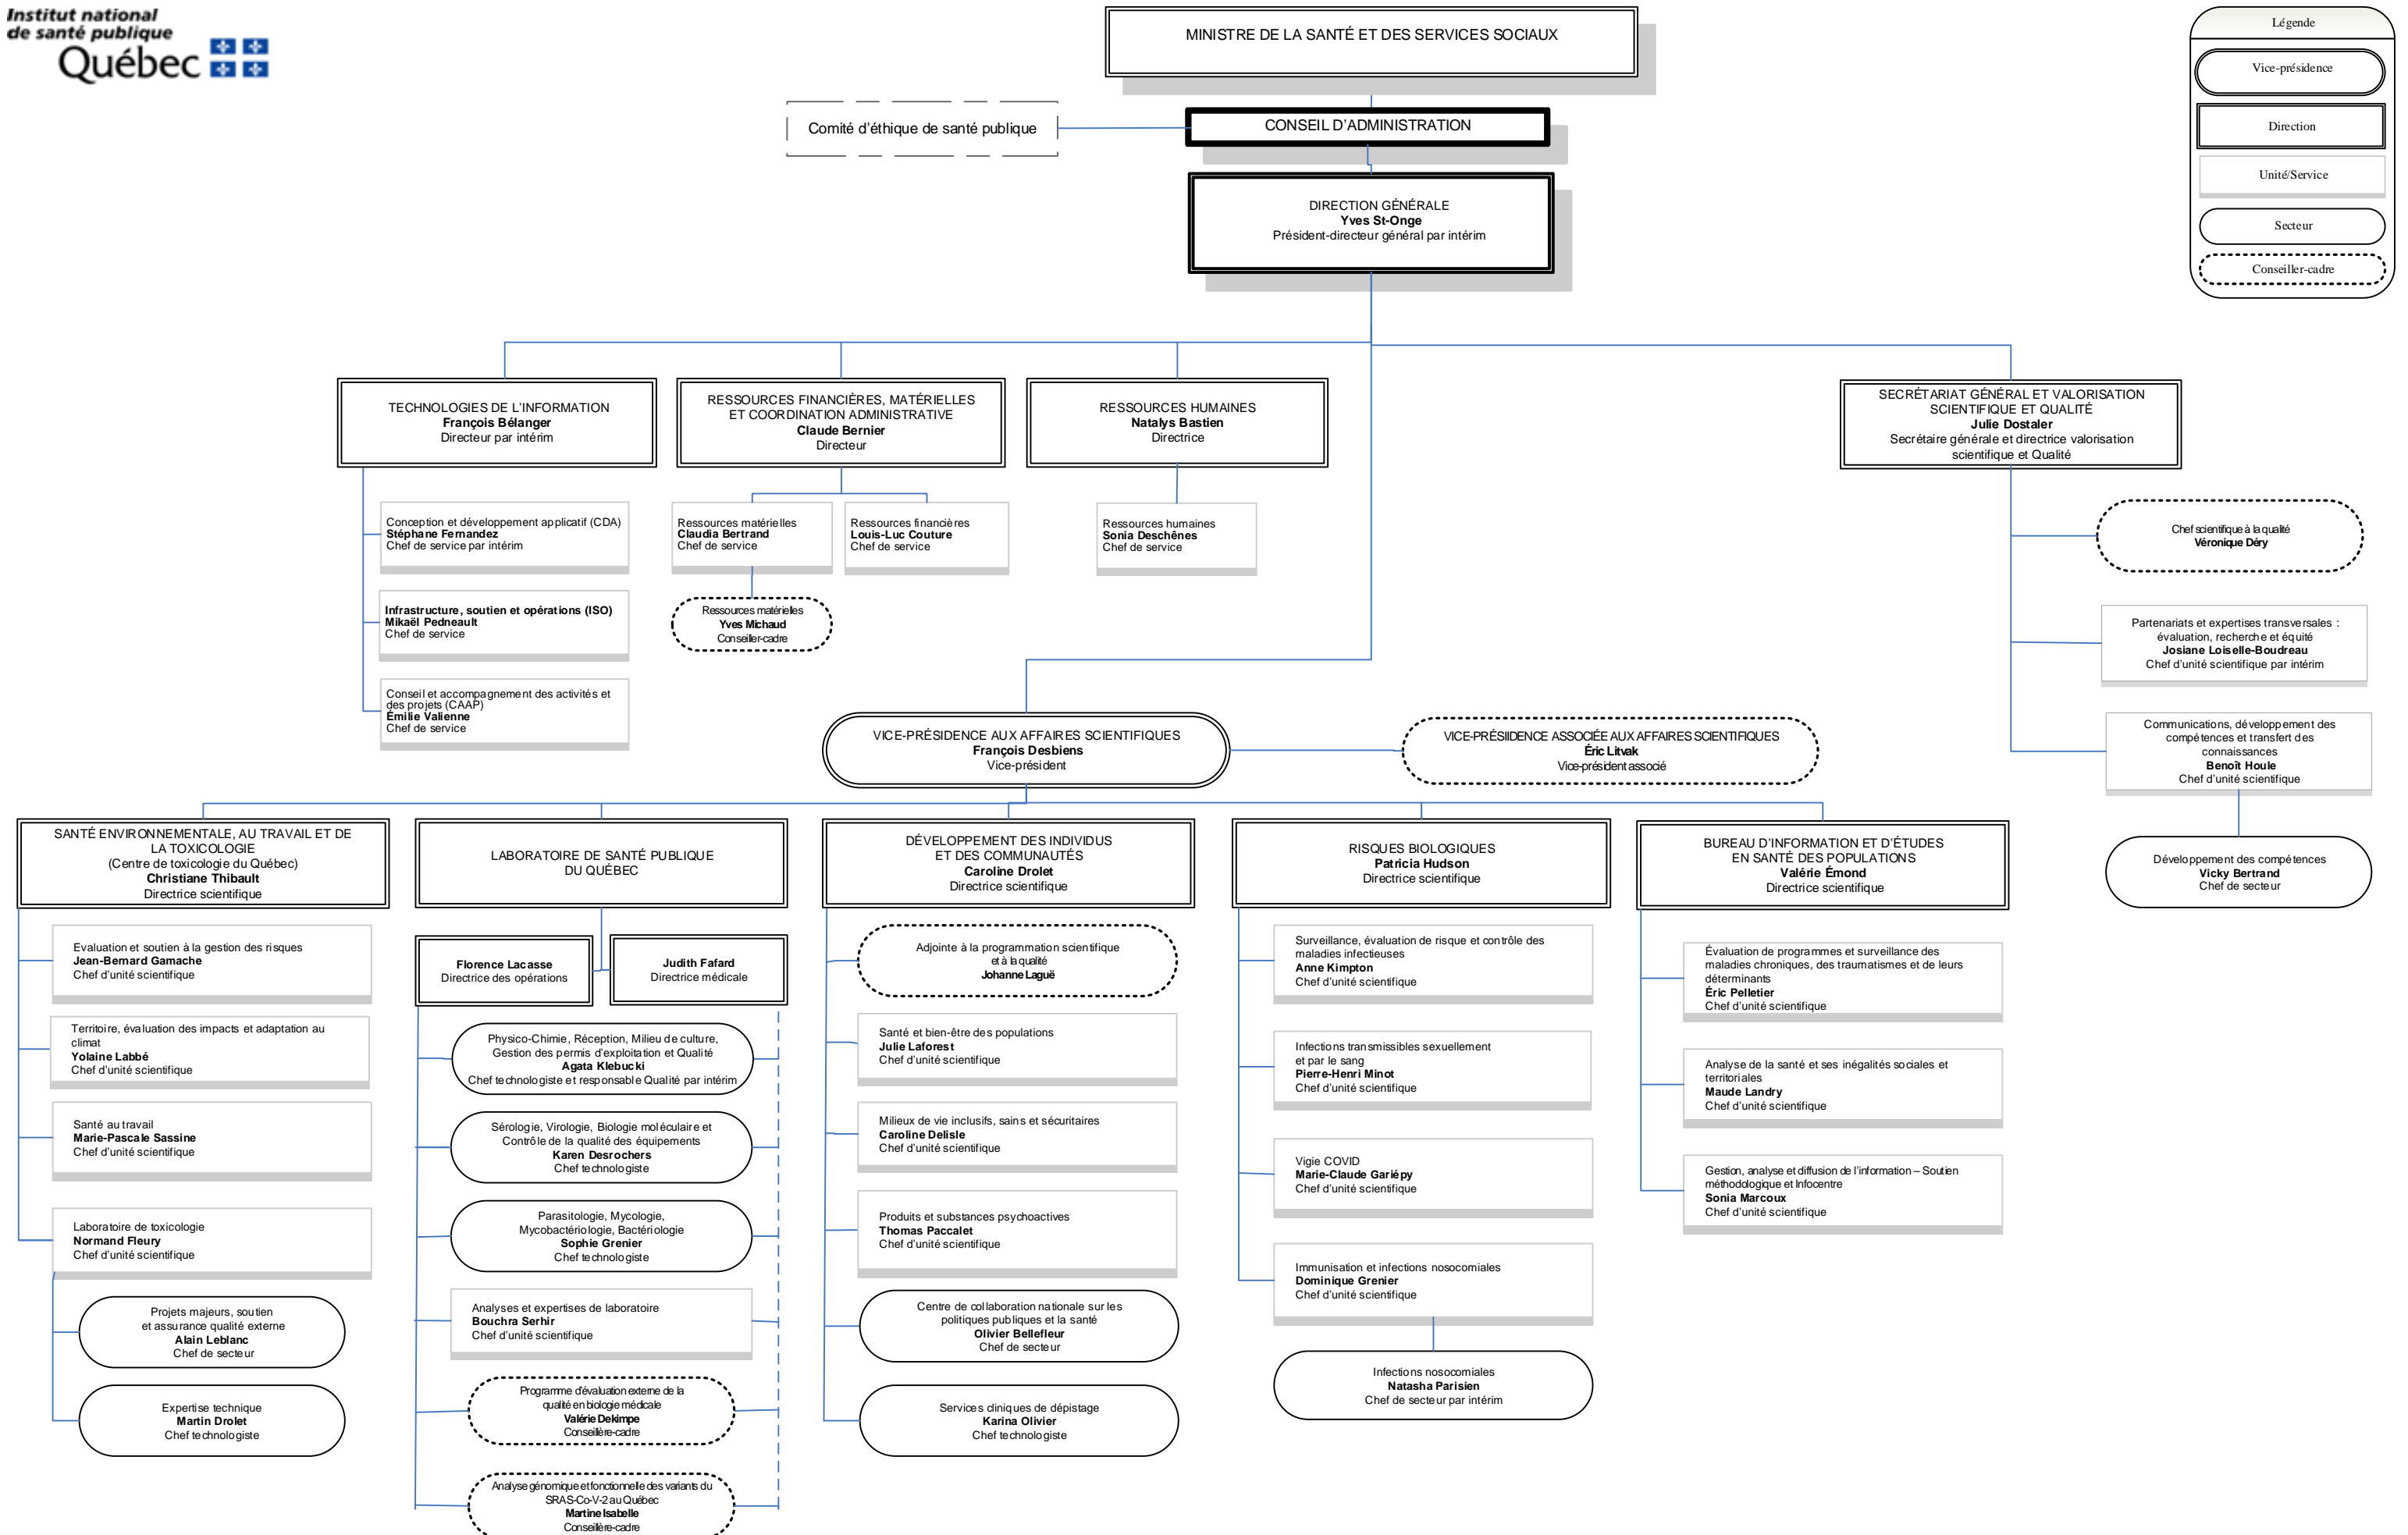 Institut national
de santé publique
Québec
MINISTRE DE LA SANTÉ ET DES SERVICES SOCIAUX
Légende
Vice-présidence
Direction
Unité/Service
Secteur
Conseiller-cadre
Comité d'éthique de santé publique
CONSEIL D'ADMINISTRATION
DIRECTION GÉNÉRALE
Yves St-Onge
Président-directeur général par intérim
TECHNOLOGIES DE L'INFORMATION
François Bélanger
Directeur par intérim
RESSOURCES FINANCIÈRES, MATÉRIELLES
ET COORDINATION ADMINISTRATIVE
Claude Bernier
Directeur
RESSOURCES HUMAINES
Natalys Bastien
Directrice
SECRÉTARIAT GÉNÉRAL ET VALORISATION
SCIENTIFIQUE ET QUALITÉ
Julie Dostaler
Secrétaire générale et directrice valorisation
scientifique et Qualité
Conception et développement applicatif (CDA)
Stéphane Fernandez
Chef de service par intérim
Infrastructure, soutien et opérations (ISO)
Mikaël Pedneault
Chef de service
Conseil et accompagnement des activités et
des projets (CAAP)
Émilie Valienne
Chef de service
Ressources matérielles
Claudia Bertrand
Chef de service
Ressources financières
Louis-Luc Couture
Chef de service
Ressources matérielles
Yves Michaud
Conseiller-cadre
Ressources humaines
Sonia Deschênes
Chef de service
Chef scientifique à la qualité
Véronique Déry
Partenariats et expertises transversales :
évaluation, recherche et équité
Josiane Loiselle-Boudreau
Chef d'unité scientifique par intérim
Communications, développement des
compétences et transfert des
connaissances
Benoît Houle
Chef d'unité scientifique
Développement des compétences
Vicky Bertrand
Chef de secteur
VICE-PRÉSIDENCE AUX AFFAIRES SCIENTIFIQUES
François Desbiens
Vice-président
VICE-PRÉSIIDENCE ASSOCIÉE AUX AFFAIRES SCIENTIFIQUES
Éric Litvak
Vice-président associé
SANTÉ ENVIRONNEMENTALE, AU TRAVAIL ET DE
LA TOXICOLOGIE
(Centre de toxicologie du Québec)
Christiane Thibault
Directrice scientifique
Evaluation et soutien à la gestion des risques
Jean-Bernard Gamache
Chef d'unité scientifique
Territoire, évaluation des impacts et adaptation au
climat
Yolaine Labbé
Chef d'unité scientifique
Santé au travail
Marie-Pascale Sassine
Chef d'unité scientifique
Laboratoire de toxicologie
Normand Fleury
Chef d'unité scientifique
Projets majeurs, soutien
et assurance qualité externe
Alain Leblanc
Chef de secteur
Expertise technique
Martin Drolet
Chef technologiste
LABORATOIRE DE SANTÉ PUBLIQUE
DU QUÉBEC
Florence Lacasse
Directrice des opérations
Judith Fafard
Directrice médicale
Physico-Chimie, Réception, Milieu de culture,
Gestion des permis d'exploitation et Qualité
Agata Klebucki
Chef technologiste et responsable Qualité par intérim
Sérologie, Virologie, Biologie moléculaire et
Contrôle de la qualité des équipements
Karen Desrochers
Chef technologiste
Parasitologie, Mycologie,
Mycobactériologie, Bactériologie
Sophie Grenier
Chef technologiste
Analyses et expertises de laboratoire
Bouchra Serhir
Chef d'unité scientifique
Programme d'évaluation externe de la
qualité en biologie médicale
Valérie Dekimpe
Conseillère-cadre
Analyse génomique et fonctionnelle des variants du
SRAS-Co-V-2 au Québec
Martine Isabelle
Conseillère-cadre
DÉVELOPPEMENT DES INDIVIDUS
ET DES COMMUNAUTÉS
Caroline Drolet
Directrice scientifique
Adjointe à la programmation scientifique
et à la qualité
Johanne Laguë
Santé et bien-être des populations
Julie Laforest
Chef d'unité scientifique
Milieux de vie inclusifs, sains et sécuritaires
Caroline Delisle
Chef d'unité scientifique
Produits et substances psychoactives
Thomas Paccalet
Chef d'unité scientifique
Centre de collaboration nationale sur les
politiques publiques et la santé
Olivier Bellefleur
Chef de secteur
Services cliniques de dépistage
Karina Olivier
Chef technologiste
RISQUES BIOLOGIQUES
Patricia Hudson
Directrice scientifique
Surveillance, évaluation de risque et contrôle des
maladies infectieuses
Anne Kimpton
Chef d'unité scientifique
Infections transmissibles sexuellement
et par le sang
Pierre-Henri Minot
Chef d'unité scientifique
Vigie COVID
Marie-Claude Gariépy
Chef d'unité scientifique
Immunisation et infections nosocomiales
Dominique Grenier
Chef d'unité scientifique
Infections nosocomiales
Natasha Parisien
Chef de secteur par intérim
BUREAU D'INFORMATION ET D'ÉTUDES
EN SANTÉ DES POPULATIONS
Valérie Émond
Directrice scientifique
Évaluation de programmes et surveillance des
maladies chroniques, des traumatismes et de leurs
déterminants
Éric Pelletier
Chef d'unité scientifique
Analyse de la santé et ses inégalités sociales et
territoriales
Maude Landry
Chef d'unité scientifique
Gestion, analyse et diffusion de l'information – Soutien
méthodologique et Infocentre
Sonia Marcoux
Chef d'unité scientifique